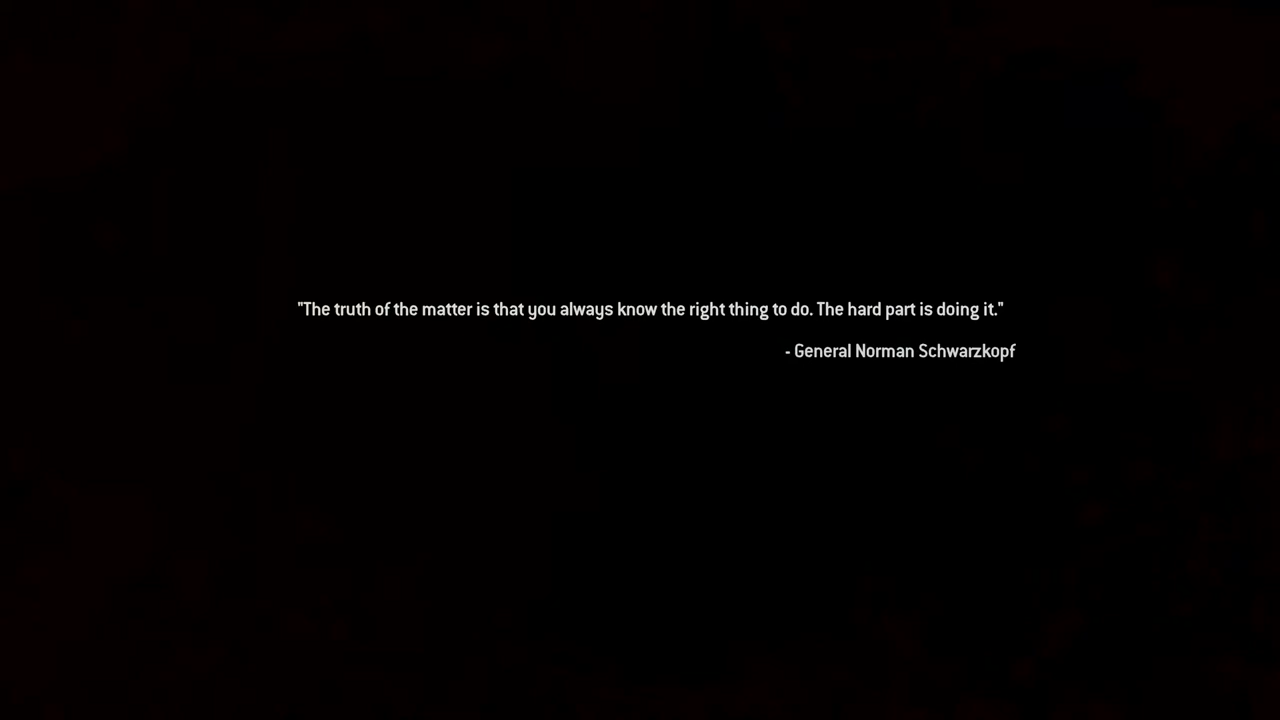 "The truth of the matter is that you always know the right thing to do. The hard part is doing it."
- General Norman Schwarzkopf